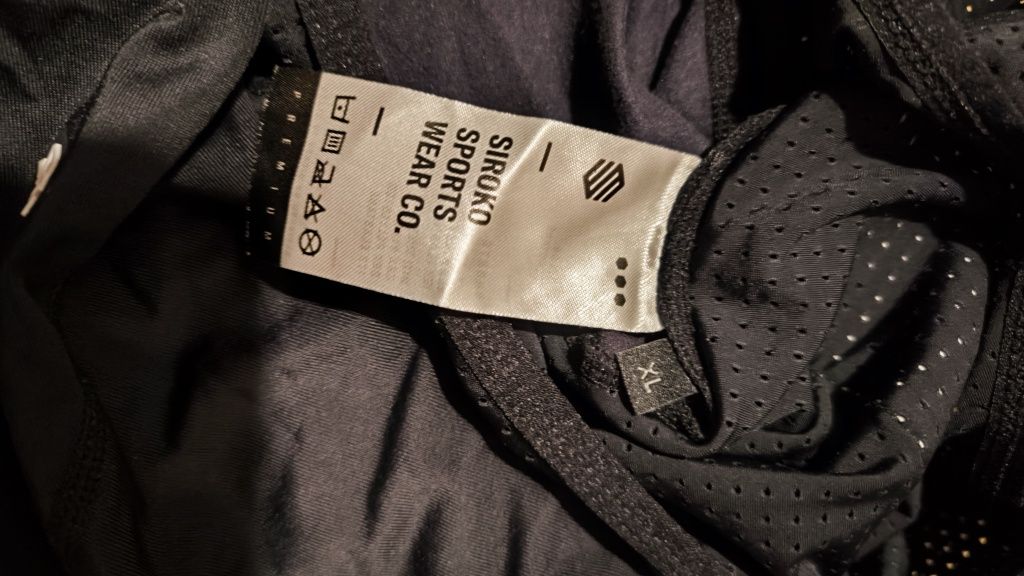 SIROKO
SPORTS
WEAR CO.
PREMIUM
XL